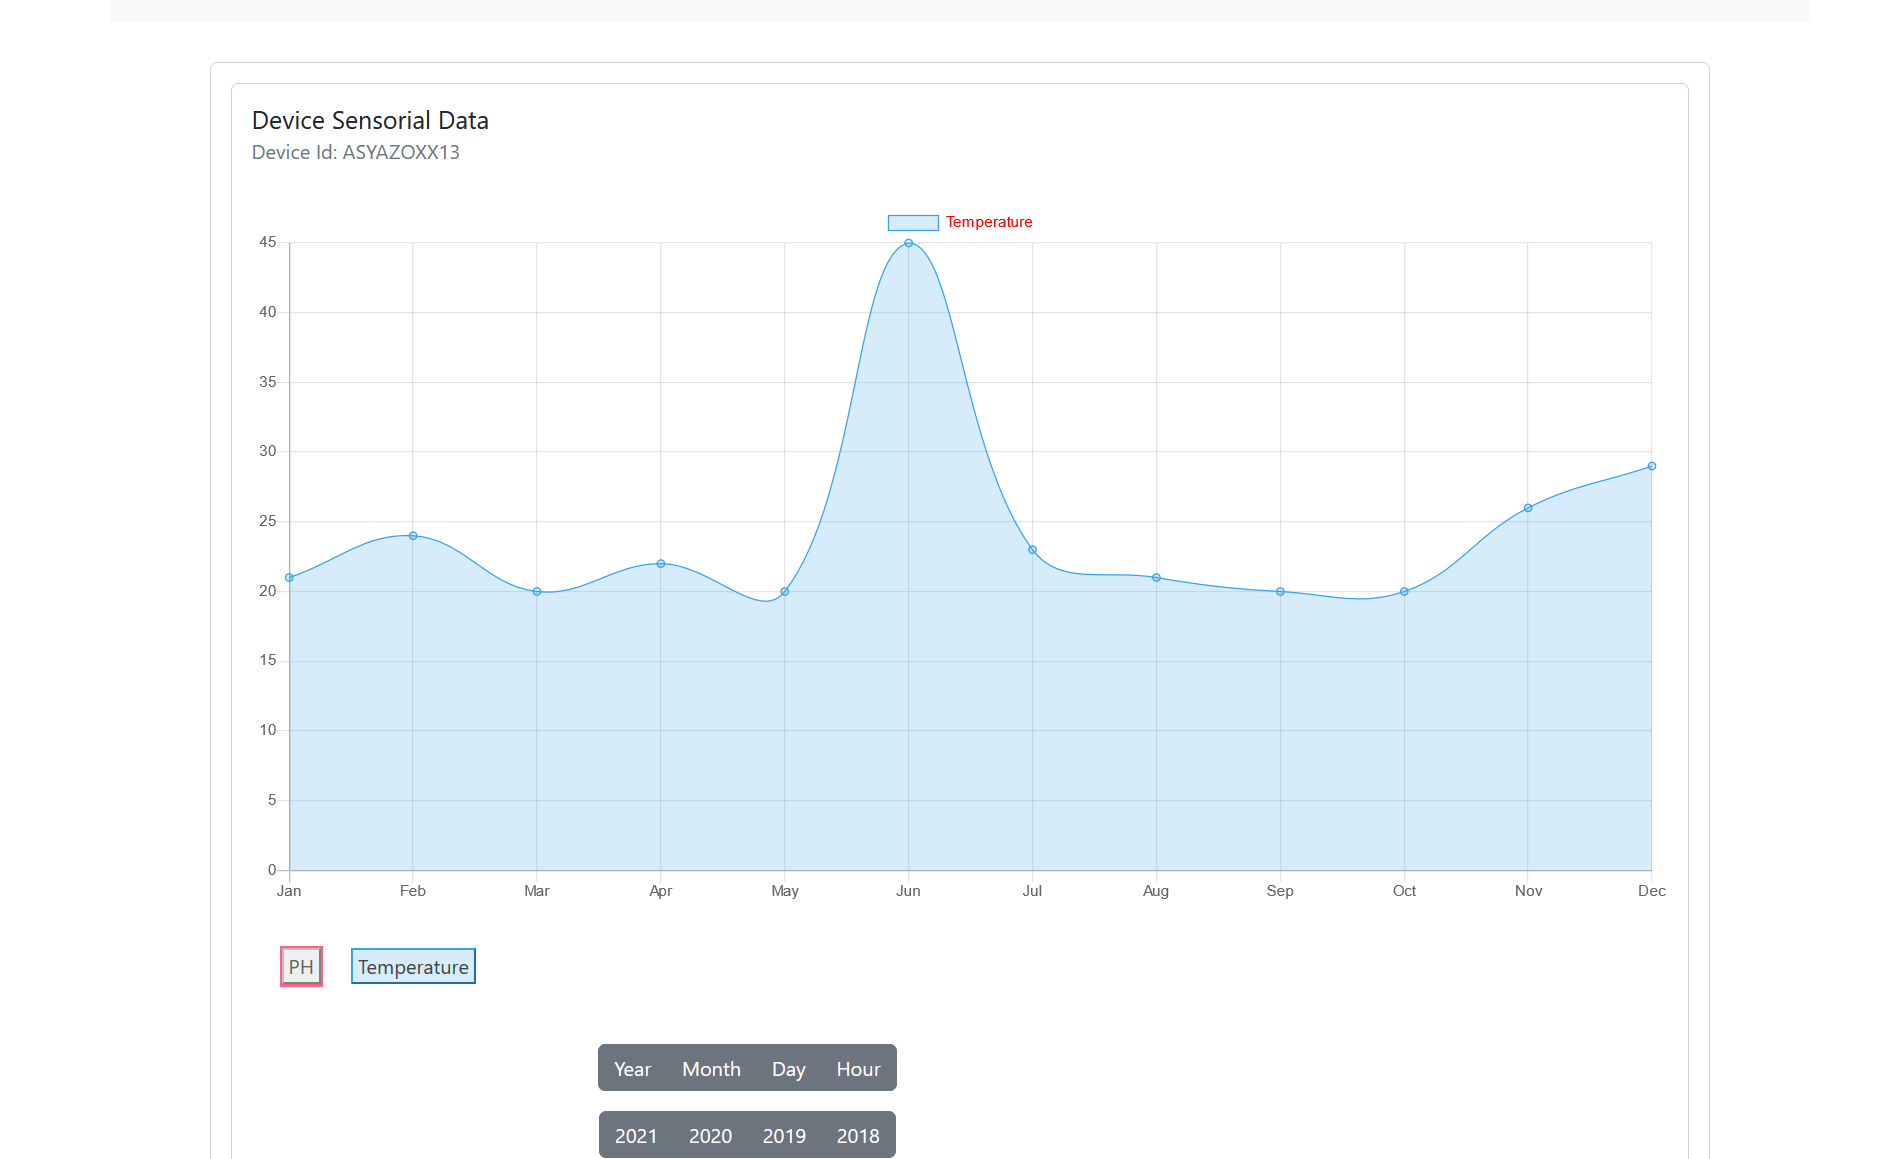 Device Sensorial Data
Device Id: ASYAZOXX13
Temperature
45
40
35
30
25
20
15
10
5
0
Jan Feb Mar Apr May Jun Jul Aug Sep Oct Nov Dec
PH Temperature
Year Month Day Hour
2021 2020 2019 2018